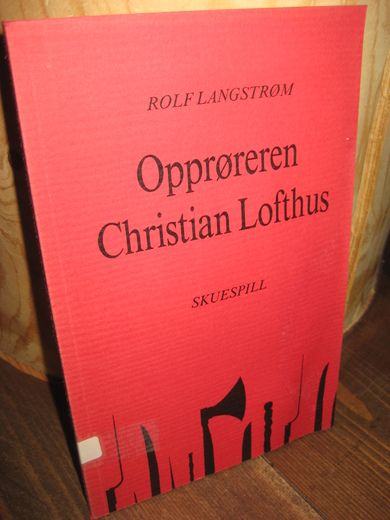 ROLF LANGSTRØM
Opprøreren
Christian Lofthus
SKUESPILL